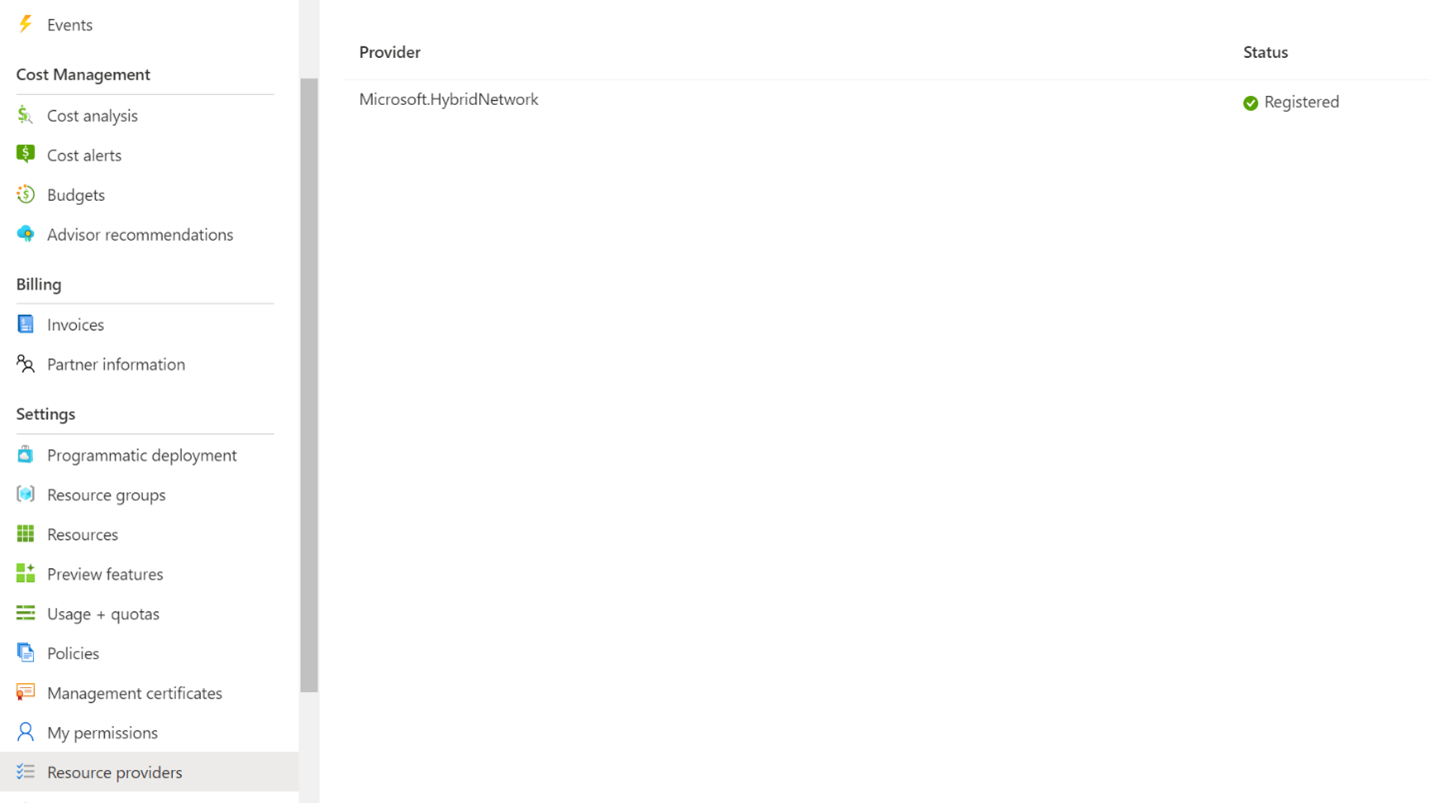 Events
Cost Management
Cost analysis
Cost alerts
Budgets
Advisor recommendations
Billing
Invoices
Partner information
Settings
Programmatic deployment
Resource groups
Resources
Preview features
Usage + quotas
Policies
Management certificates
My permissions
Resource providers
Provider Status
Microsoft.HybridNetwork Registered